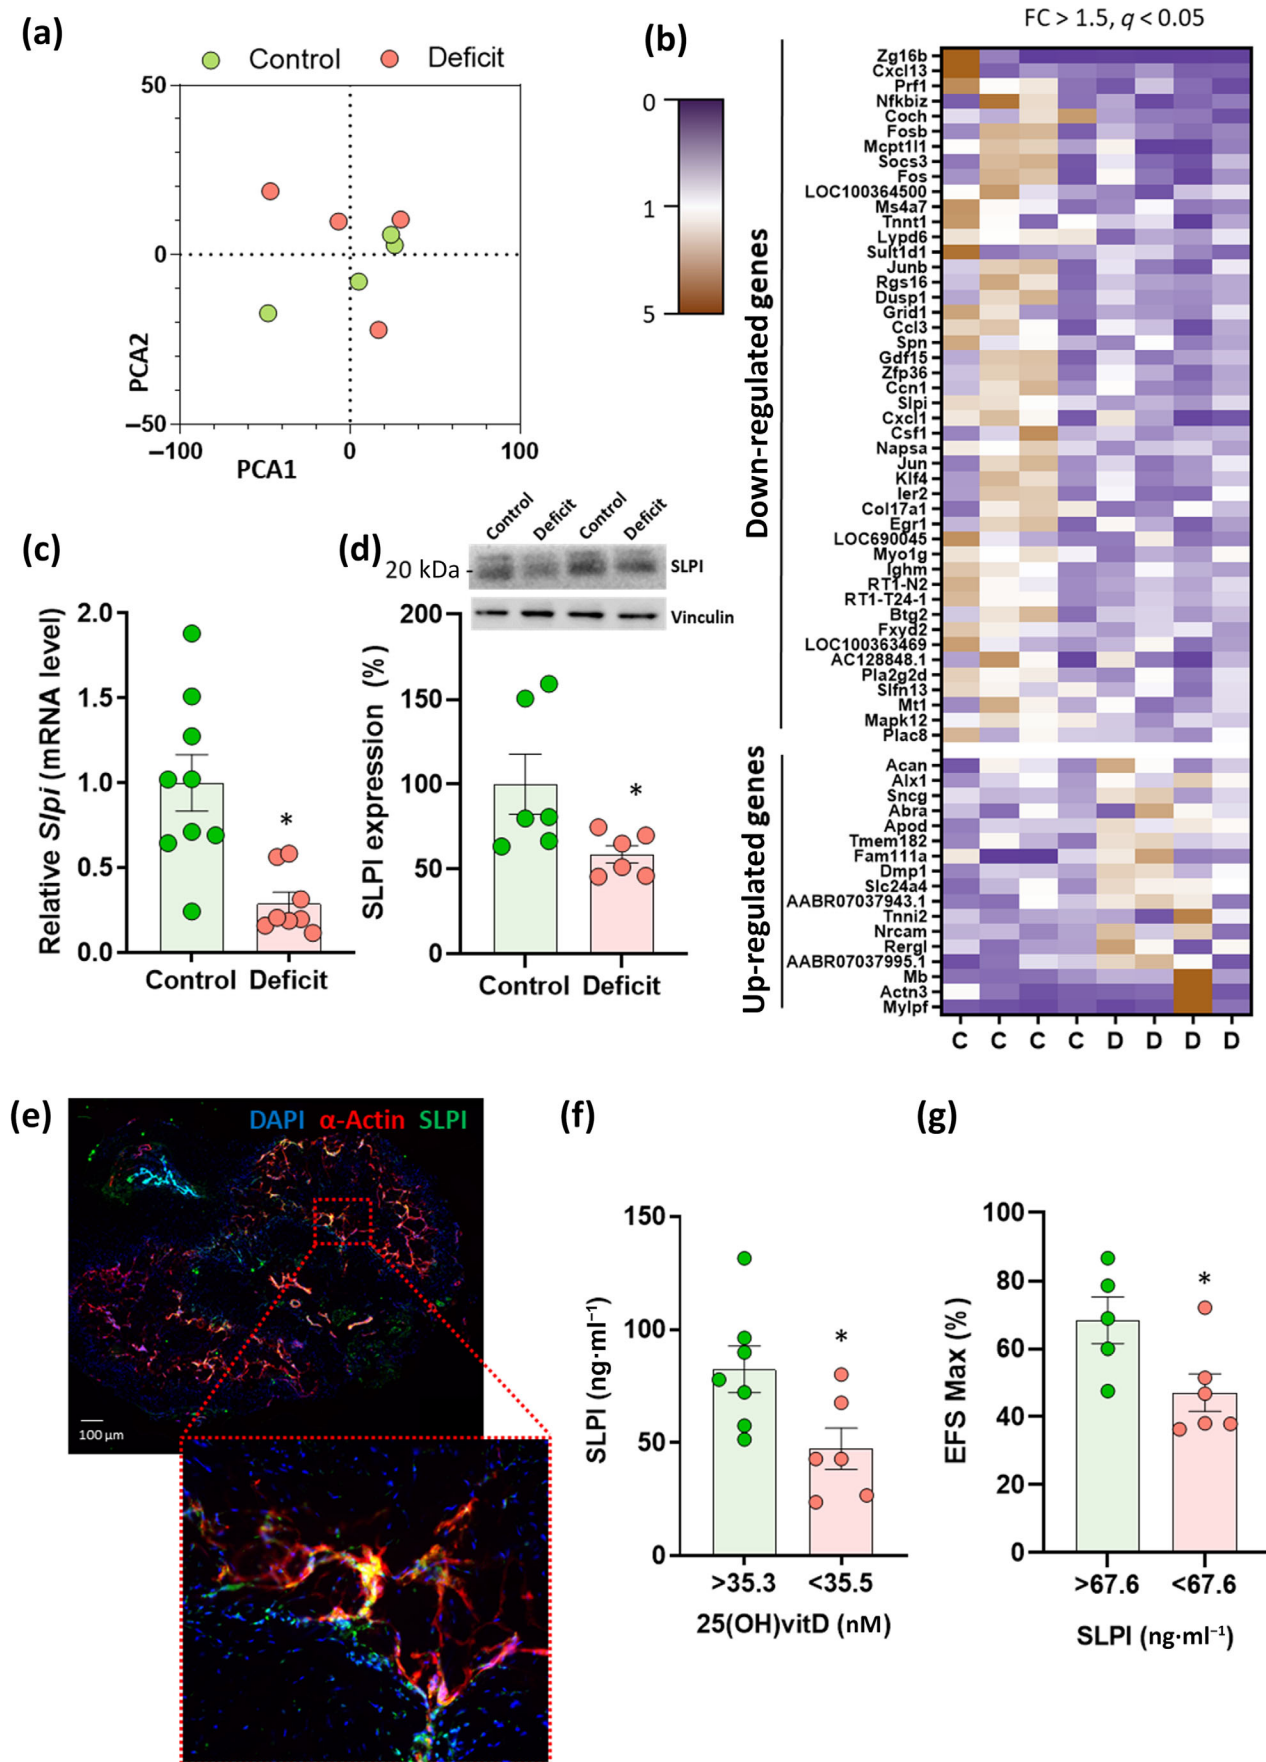 (a)
Control
Deficit
50
0
−50
PCA2
−100
0
100
PCA1
(b)
FC > 1.5, q < 0.05
0
1
5
Down-regulated genes
Zg16b
Cxcl13
Prf1
Nfkbiz
Coch
Fosb
Mcpt1l1
Socs3
Fos
LOC100364500
Ms4a7
Tnnt1
Lypd6
Sult1d1
Junb
Rgs16
Dusp1
Grid1
Ccl3
Spn
Gdf15
Zfp36
Ccn1
Slpi
Cxcl1
Csf1
Napsa
Jun
Klf4
Ier2
Col17a1
Egr1
LOC690045
Myo1g
Ighm
RT1-N2
RT1-T24-1
Btg2
Fxyd2
LOC100363469
AC128848.1
Pla2g2d
Slfn13
Mt1
Mapk12
Plac8
Up-regulated genes
Acan
Alx1
Sncg
Abra
Apod
Tmem182
Fam111a
Dmp1
Slc24a4
AABR07037943.1
Tnni2
Nrcam
Rergl
AABR07037995.1
Mb
Actn3
Mylpf
C C C C D D D D
(c)
Relative Slpi (mRNA level)
2.0
1.5
1.0
0.5
0.0
*
Control Deficit
(d)
Control
Deficit
Control
Deficit
20 kDa -
SLPI
Vinculin
SLPI expression (%)
200
150
100
50
0
*
Control Deficit
(e)
DAPI α-Actin SLPI
100 μm
(f)
SLPI (ng·ml⁻¹)
150
100
50
0
*
>35.3 <35.5
25(OH)vitD (nM)
(g)
EFS Max (%)
100
80
60
40
20
0
*
>67.6 <67.6
SLPI (ng·ml⁻¹)